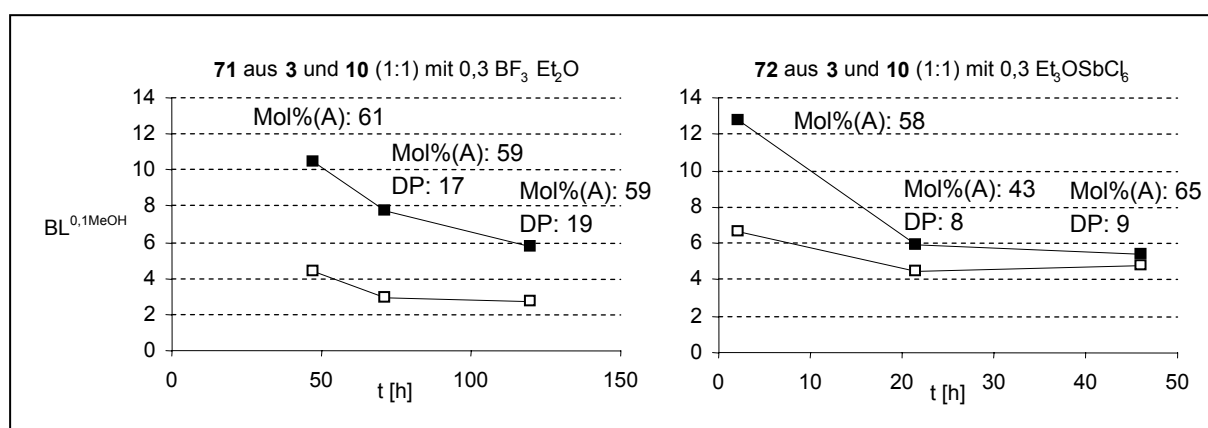 71 aus 3 und 10 (1:1) mit 0,3 BF3 Et2O
14
12
10
8
6
4
2
0
BL0,1MeOH
Mol%(A): 61
Mol%(A): 59
DP: 17
Mol%(A): 59
DP: 19
0
50
100
150
t [h]
72 aus 3 und 10 (1:1) mit 0,3 Et3OSbCl6
14
12
10
8
6
4
2
0
Mol%(A): 58
Mol%(A): 43
DP: 8
Mol%(A): 65
DP: 9
0
10
20
30
40
50
t [h]